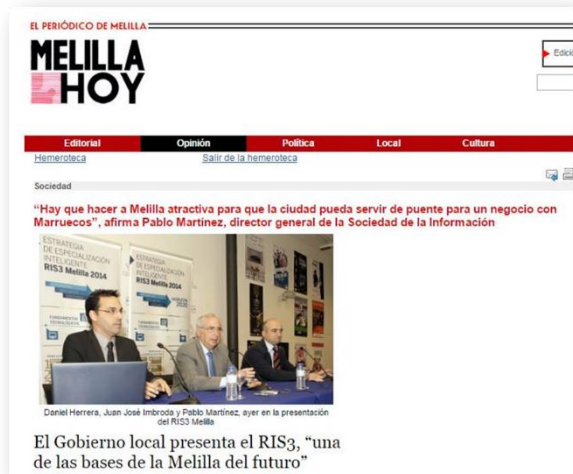 EL PERIÓDICO DE MELILLA
MELILLA
HOY
Editorial Opinión Política Local Cultura
Hemeroteca Salir de la hemeroteca
Sociedad
“Hay que hacer a Melilla atractiva para que la ciudad pueda servir de puente para un negocio con
Marruecos”, afirma Pablo Martínez, director general de la Sociedad de la Información
ESTRATEGIA
DE ESPECIALIZACIÓN
INTELIGENTE
RIS3 Melilla 2014
ESTRATEGIA
DE ESPECIALIZACIÓN
INTELIGENTE
RIS3 Melilla 2014
Daniel Herrera, Juan José Imbroda y Pablo Martínez, ayer en la presentación
del RIS3 Melilla
El Gobierno local presenta el RIS3, “una
de las bases de la Melilla del futuro”